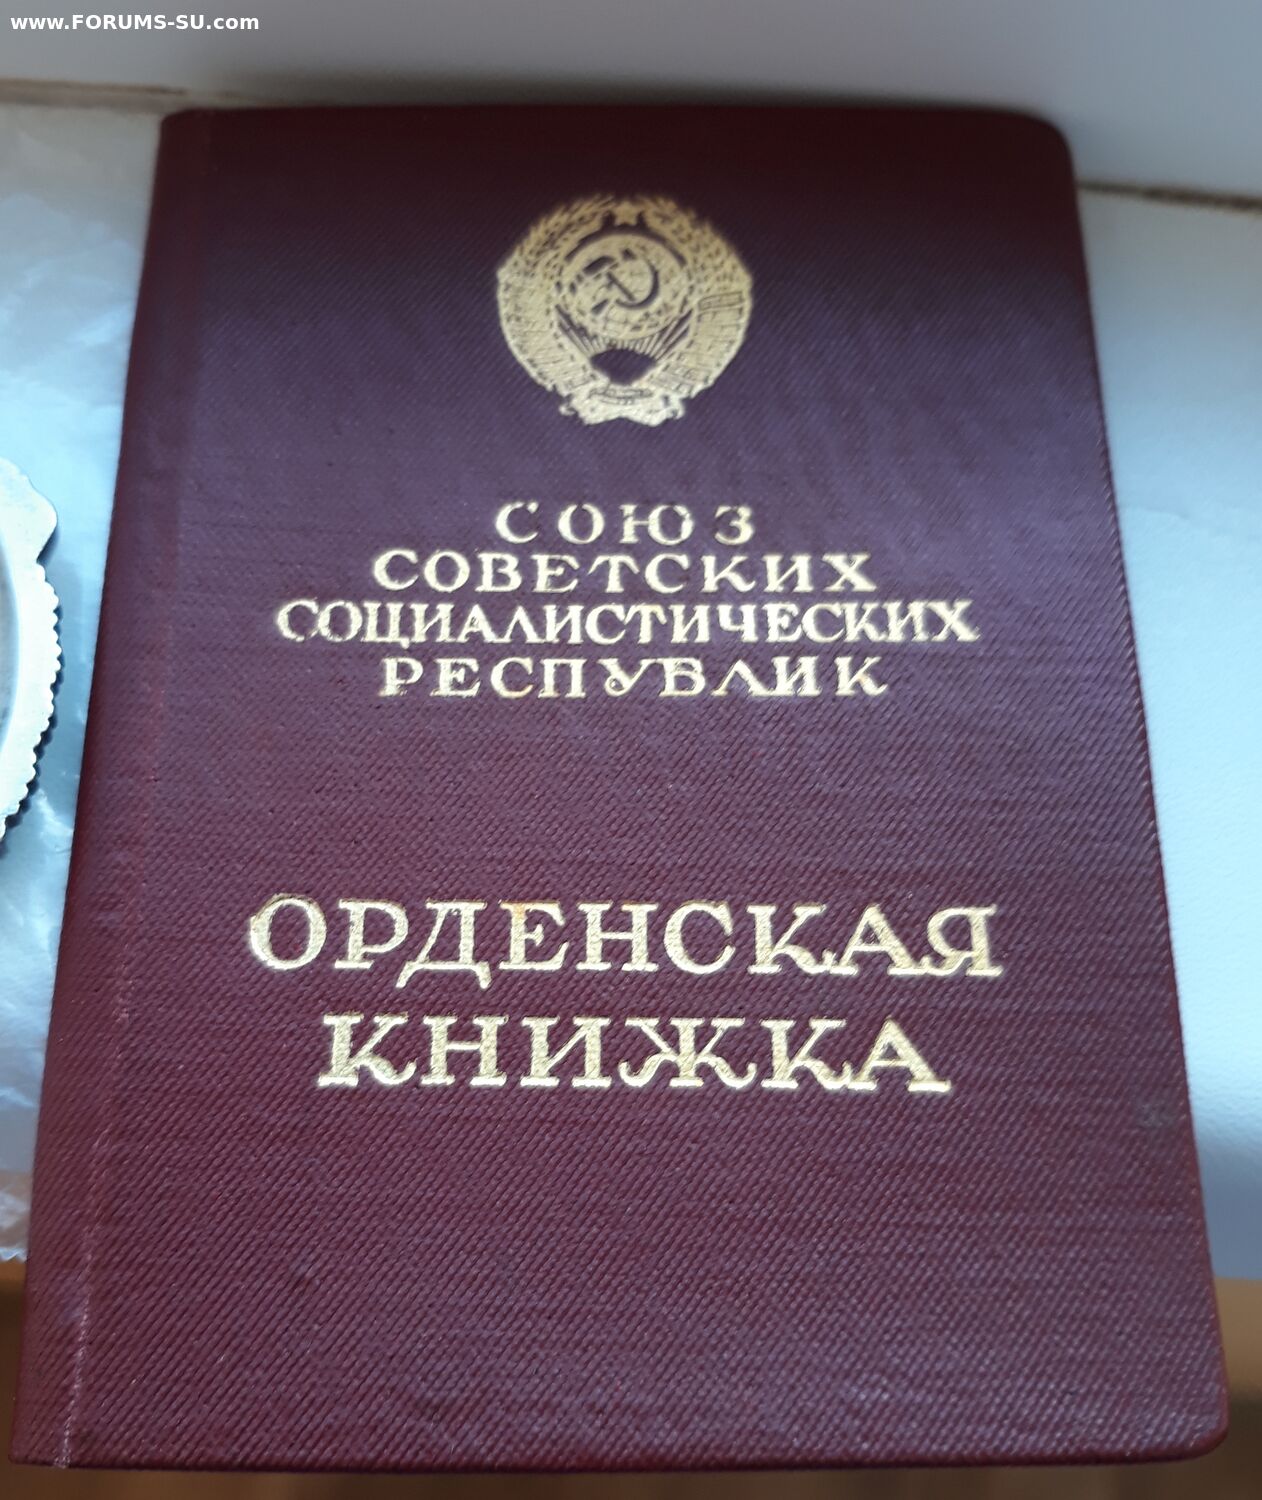 www.FORUMS-SU.com
СОЮЗ
СОВЕТСКИХ
СОЦИАЛИСТИЧЕСКИХ
РЕСПУБЛИК
ОРДЕНСКАЯ
КНИЖКА